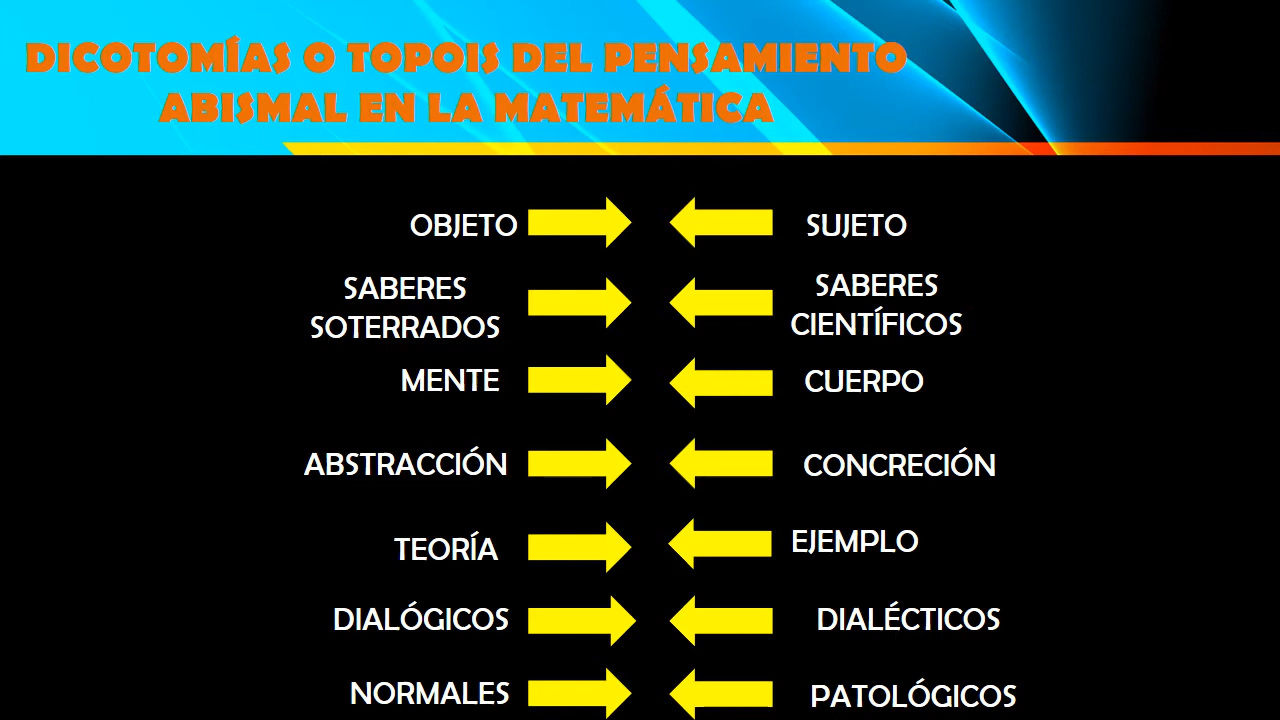 DICOTOMÍAS O TOPOIS DEL PENSAMIENTO
ABISMAL EN LA MATEMÁTICA
OBJETO SUJETO
SABERES SABERES
SOTERRADOS CIENTÍFICOS
MENTE CUERPO
ABSTRACCIÓN CONCRECIÓN
TEORÍA EJEMPLO
DIALÓGICOS DIALÉCTICOS
NORMALES PATOLÓGICOS